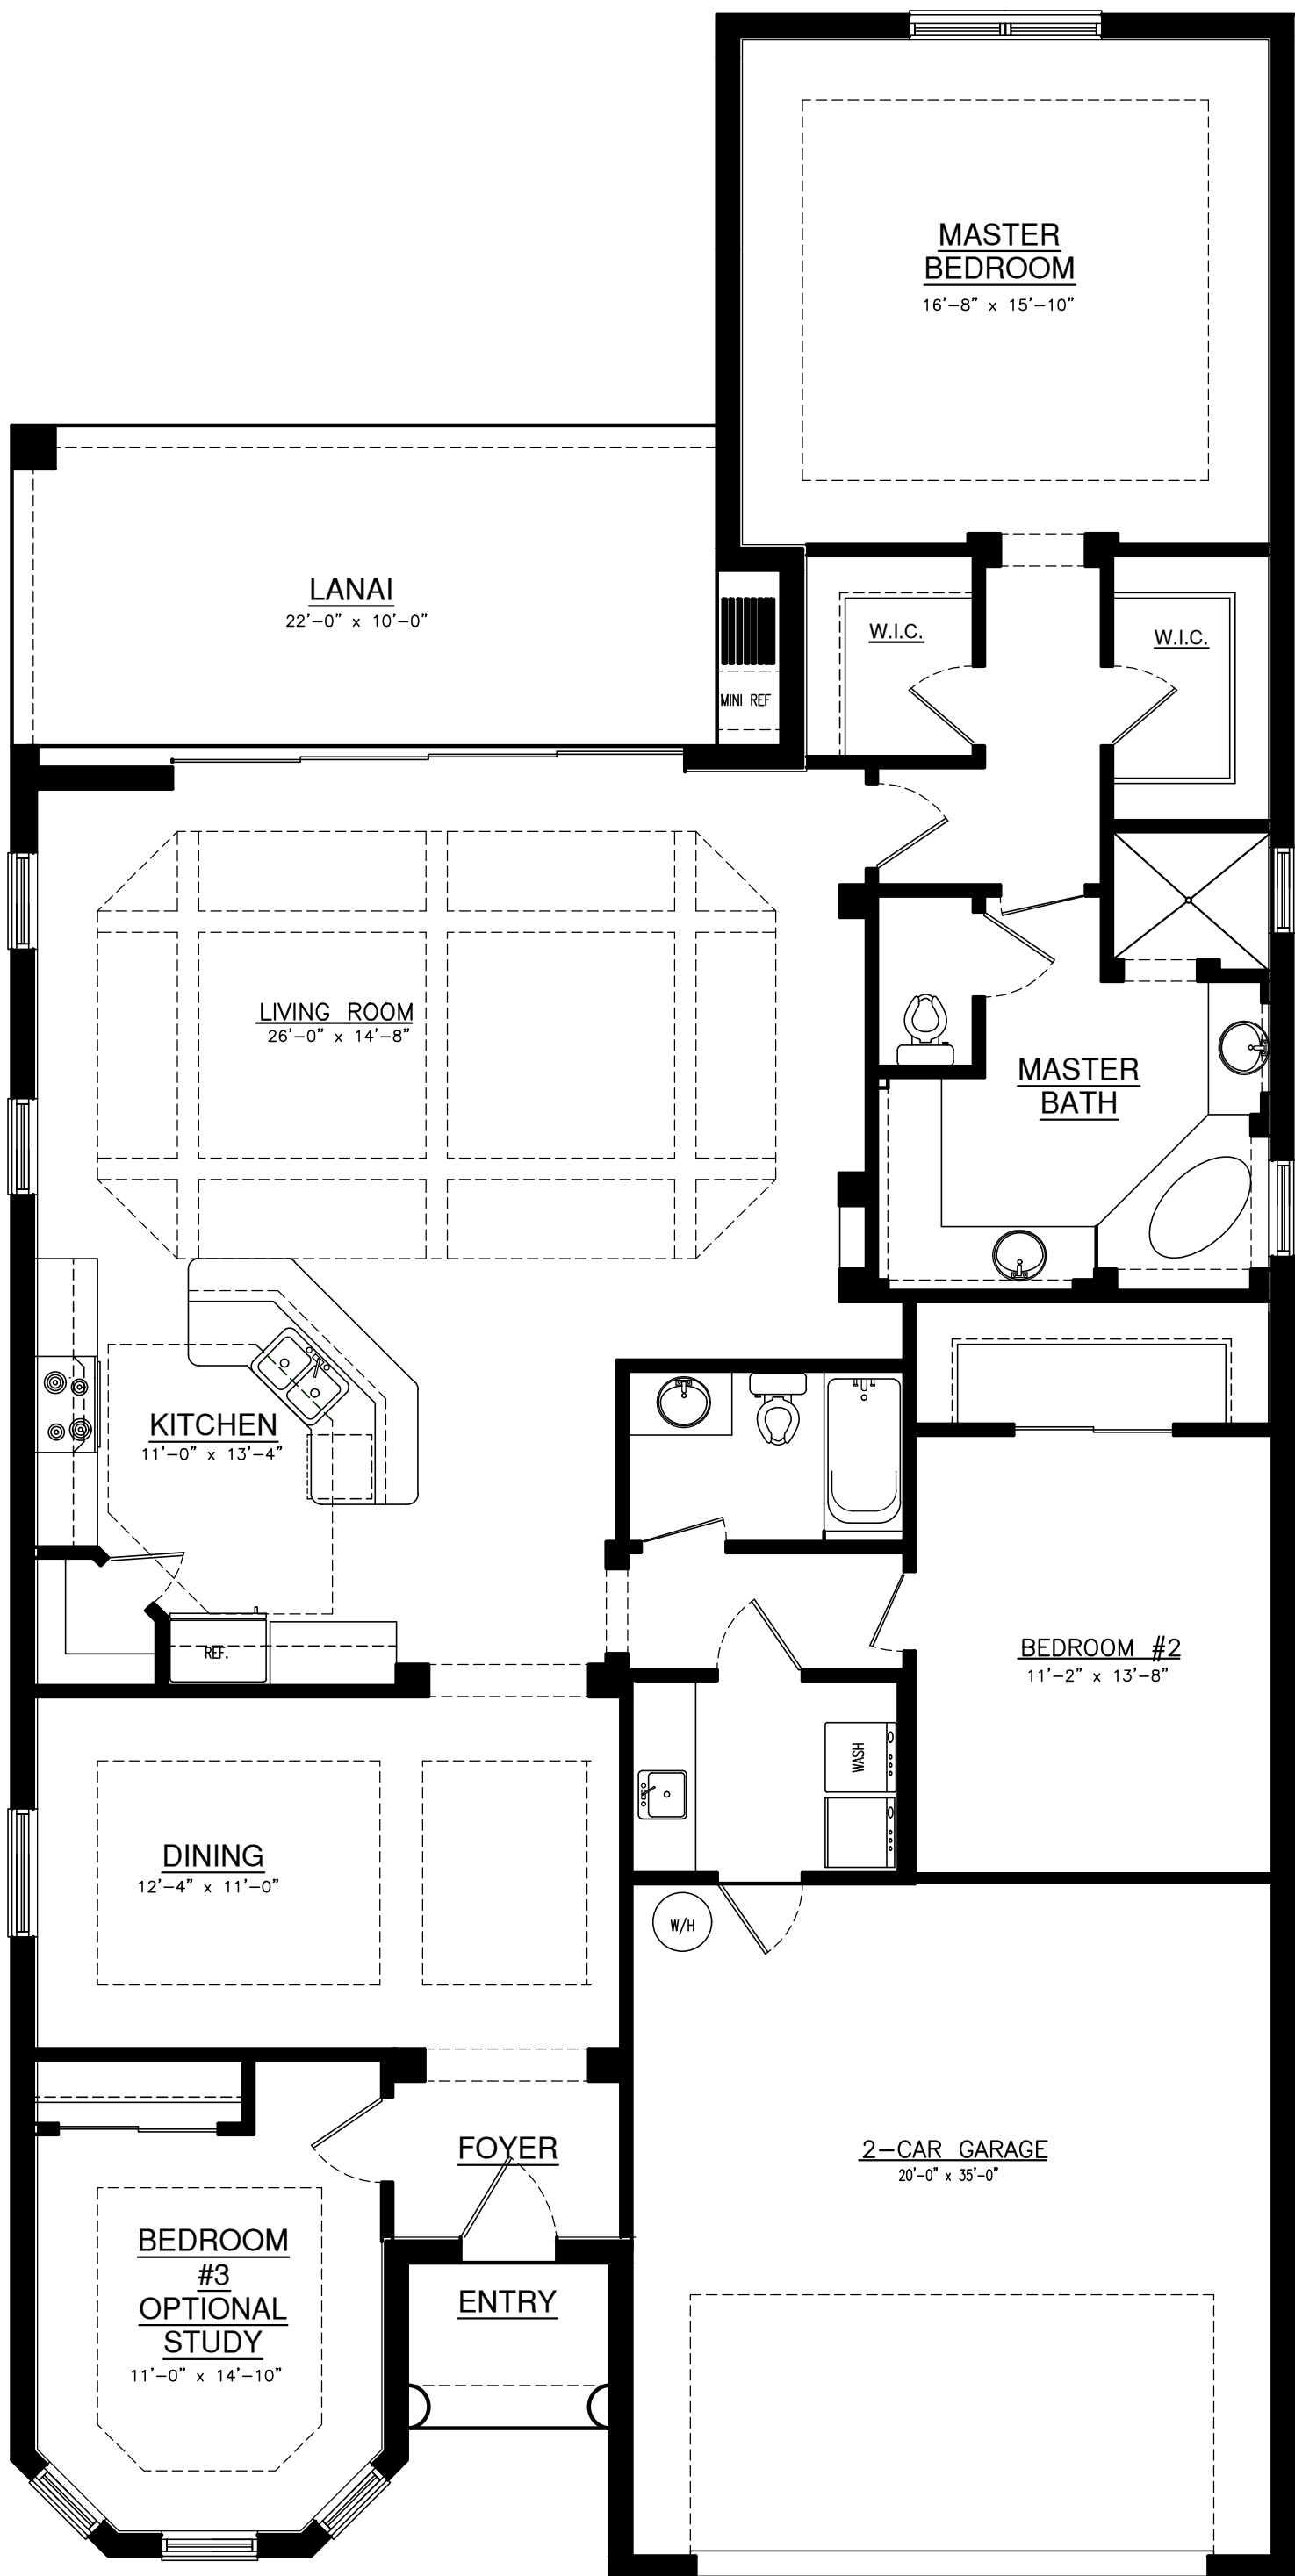 MASTER
BEDROOM
16'-8" x 15'-10"
LANAI
22'-0" x 10'-0"
W.I.C.
W.I.C.
MINI REF
LIVING ROOM
26'-0" x 14'-8"
MASTER
BATH
KITCHEN
11'-0" x 13'-4"
REF.
BEDROOM #2
11'-2" x 13'-8"
WASH
DINING
12'-4" x 11'-0"
W/H
FOYER
2-CAR GARAGE
20'-0" x 35'-0"
BEDROOM
#3
OPTIONAL
STUDY
11'-0" x 14'-10"
ENTRY